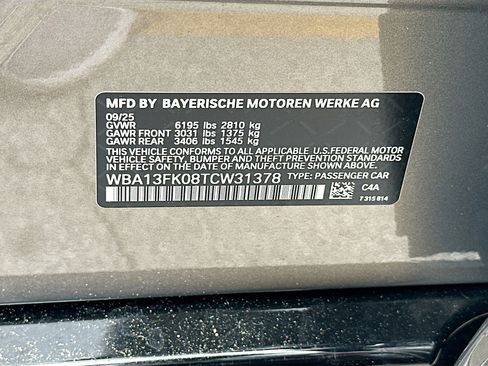 MFD BY BAYERISCHE MOTOREN WERKE AG
09/25
GVWR 6195 lbs 2810 kg
GAWR FRONT 3031 lbs 1375 kg
GAWR REAR 3406 lbs 1545 kg
THIS VEHICLE CONFORMS TO ALL APPLICABLE U.S.FEDERAL MOTOR
VEHICLE SAFETY, BUMPER AND THEFT PREVENTION STANDARDS
IN EFFECT ON THE DATE OF MANUFACTURE SHOWN ABOVE.
WBA13FK08TCW31378 TYPE: PASSENGER CAR
C4A
7 315 814